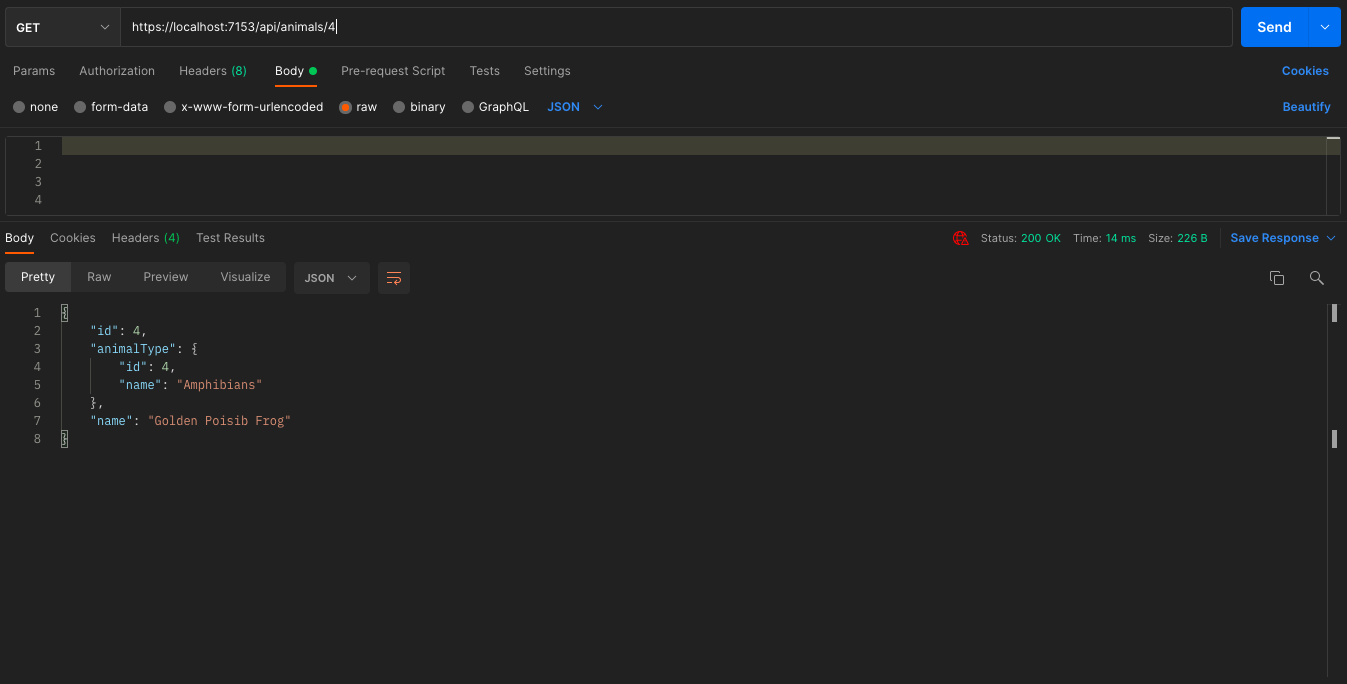 GET https://localhost:7153/api/animals/4 Send
Params Authorization Headers (8) Body Pre-request Script Tests Settings Cookies
none form-data x-www-form-urlencoded raw binary GraphQL JSON Beautify
1
2
3
4
Body Cookies Headers (4) Test Results Status: 200 OK Time: 14 ms Size: 226 B Save Response
Pretty Raw Preview Visualize JSON
1 {
2 "id": 4,
3 "animalType": {
4 "id": 4,
5 "name": "Amphibians"
6 },
7 "name": "Golden Poisib Frog"
8 }